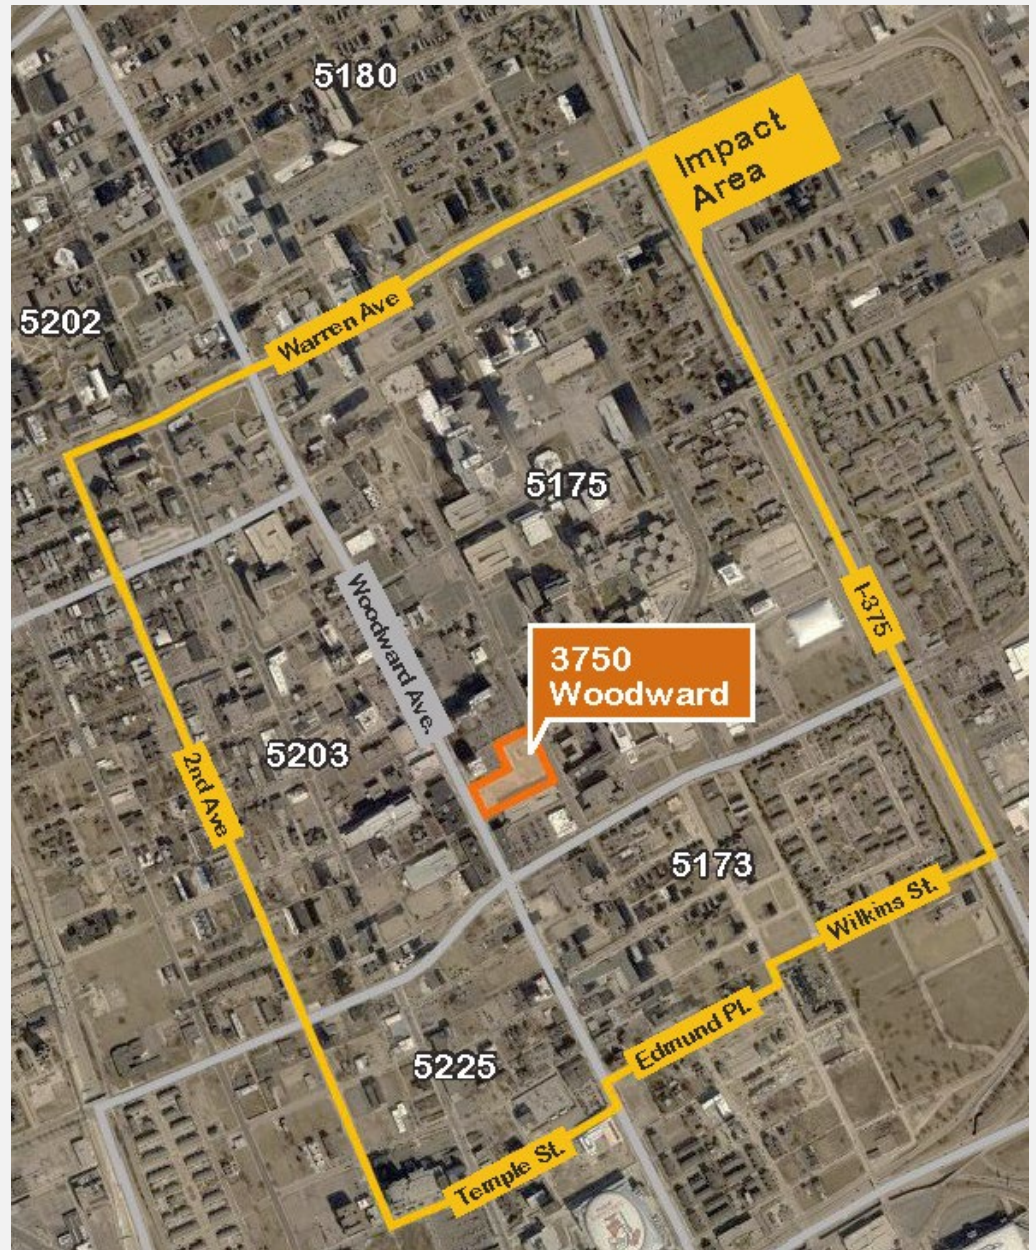 5180
Impact
Area
5202
Warren Ave
5175
Woodward Ave.
I-375
3750
Woodward
5203
2nd Ave
5173
Wilkins St.
Edmund Pl.
5225
Temple St.